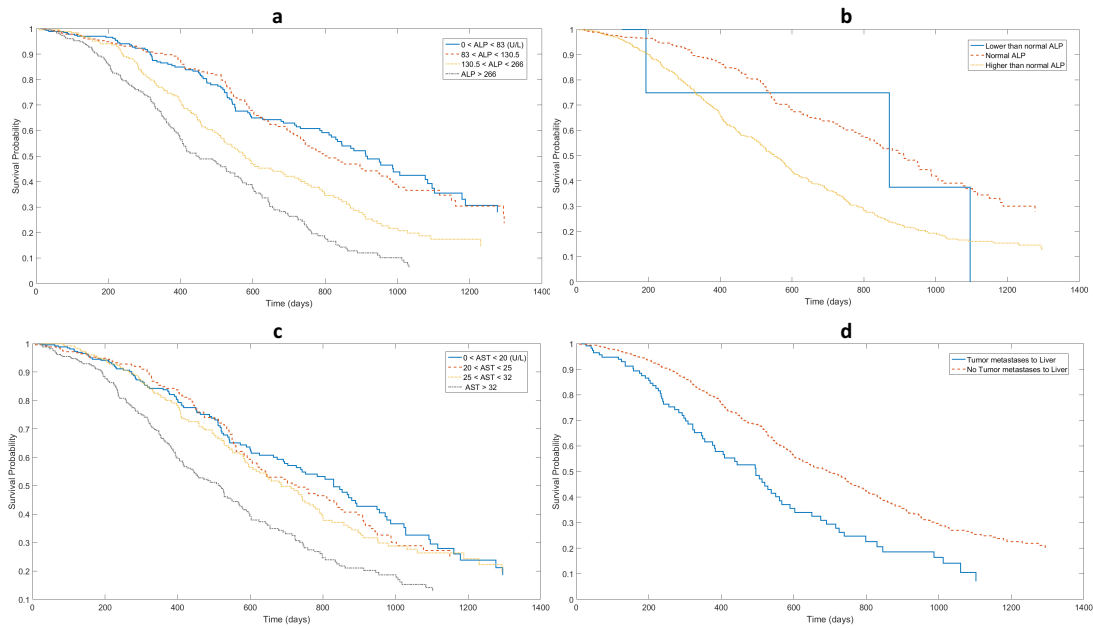 a
1
0.9
0.8
0.7
0.6
0.5
0.4
0.3
0.2
0.1
0
Survival Probability
0 < ALP < 83 (U/L)
83 < ALP < 130.5
130.5 < ALP < 266
ALP > 266
0 200 400 600 800 1000 1200 1400
Time (days)
b
1
0.9
0.8
0.7
0.6
0.5
0.4
0.3
0.2
0.1
0
Survival Probability
Lower than normal ALP
Normal ALP
Higher than normal ALP
0 200 400 600 800 1000 1200 1400
Time (days)
c
1
0.9
0.8
0.7
0.6
0.5
0.4
0.3
0.2
0.1
Survival Probability
0 < AST < 20 (U/L)
20 < AST < 25
25 < AST < 32
AST > 32
0 200 400 600 800 1000 1200 1400
Time (days)
d
1
0.9
0.8
0.7
0.6
0.5
0.4
0.3
0.2
0.1
0
Survival Probability
Tumor metastases to Liver
No Tumor metastases to Liver
0 200 400 600 800 1000 1200 1400
Time (days)